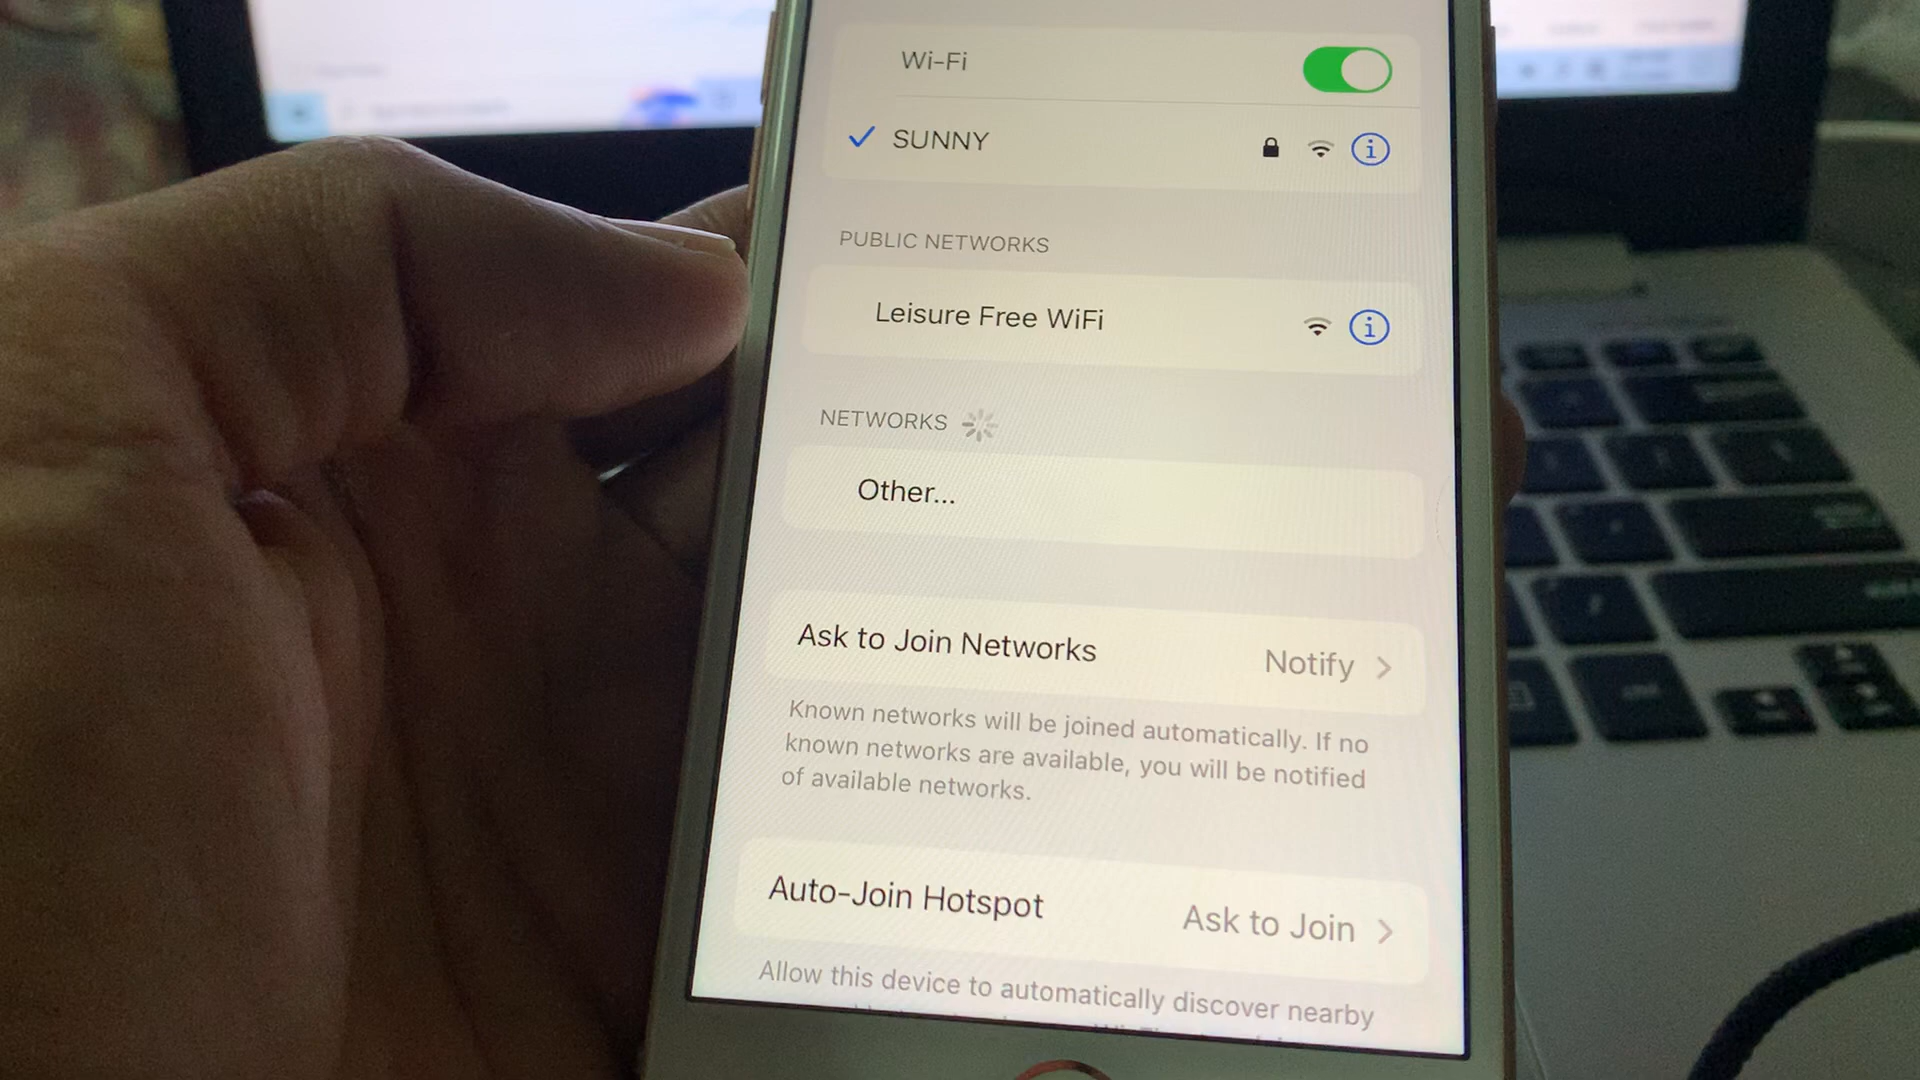 Wi-Fi
SUNNY
PUBLIC NETWORKS
Leisure Free WiFi
NETWORKS
Other...
Ask to Join Networks Notify
Known networks will be joined automatically. If no
known networks are available, you will be notified
of available networks.
Auto-Join Hotspot Ask to Join
Allow this device to automatically discover nearby